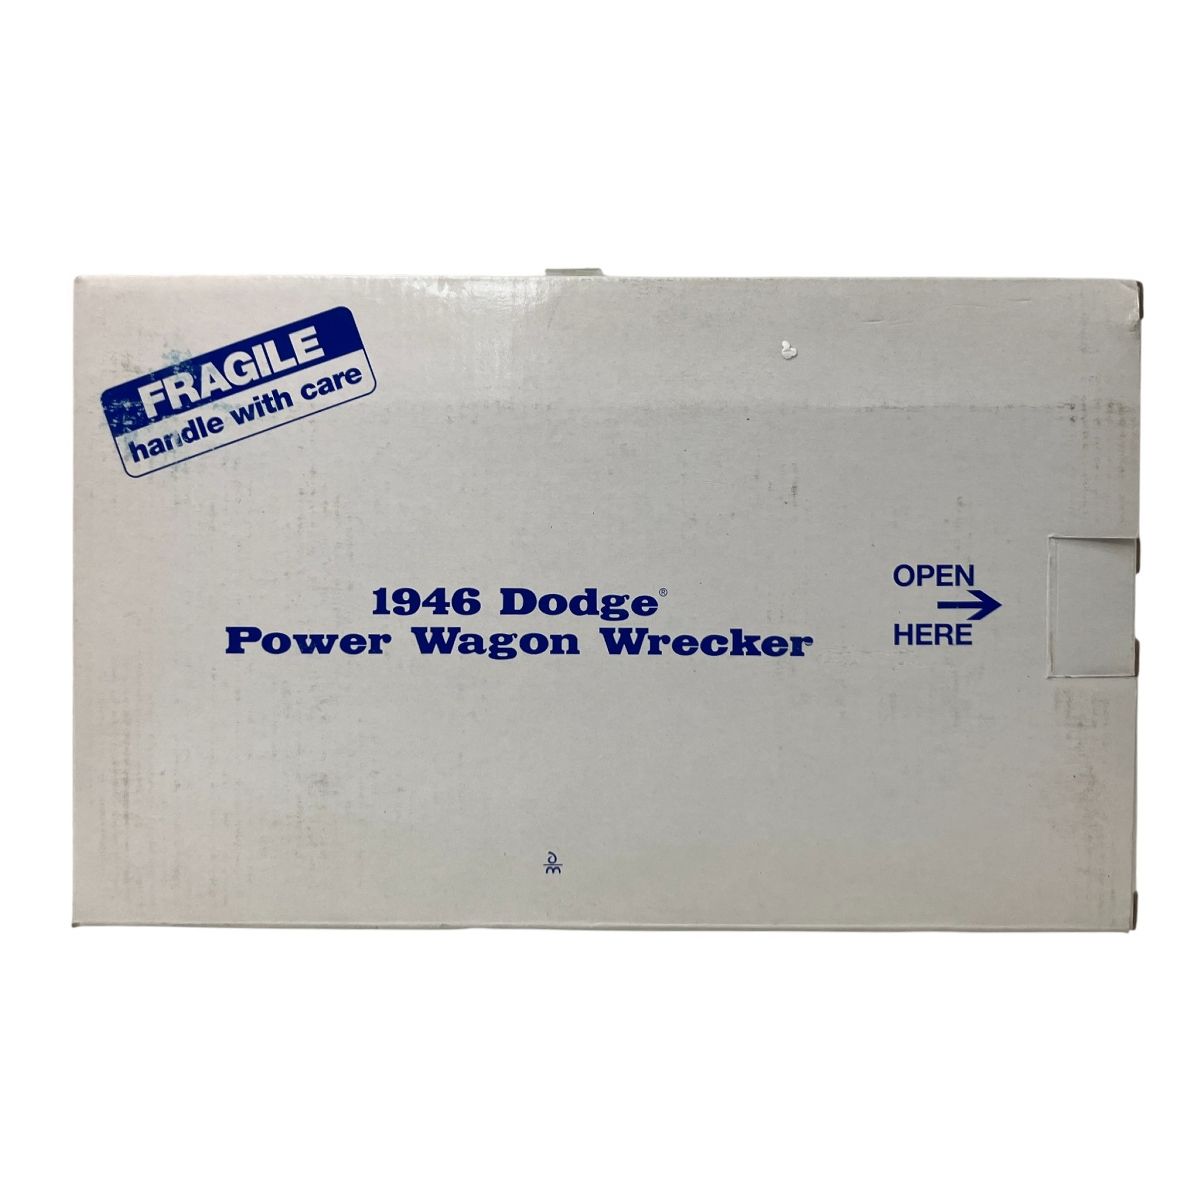 FRAGILE
handle with care
1946 Dodge®
Power Wagon Wrecker
OPEN
HERE